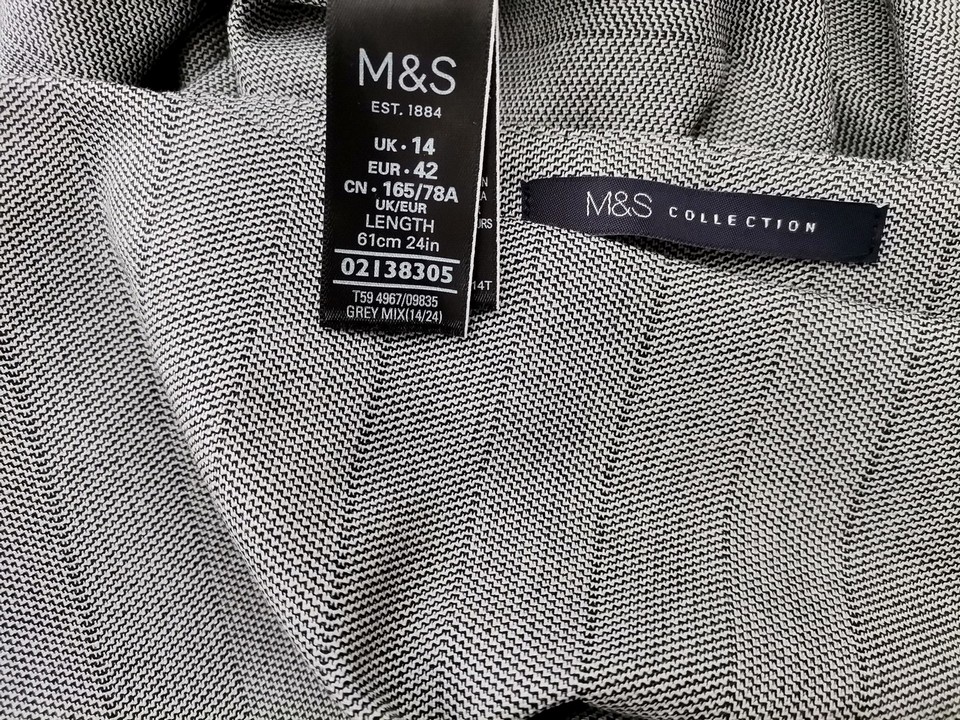 M&S
EST. 1884
UK • 14
EUR • 42
CN • 165/78A
UK/EUR
LENGTH
61cm 24in
02138305
T59 4967/09835
GREY MIX(14/24)
14T
M&S COLLECTION